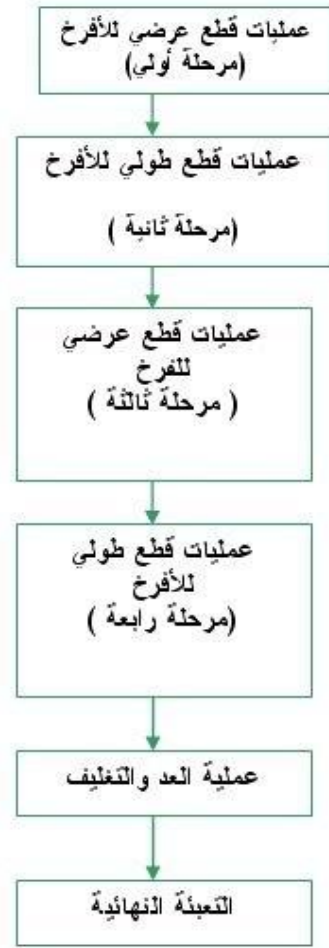 عمليات قطع عرضي للأفرخ
(مرحلة أولي)
عمليات قطع طولي للأفرخ
(مرحلة ثانية )
عمليات قطع عرضي
للفرخ
( مرحلة ثالثة )
عمليات قطع طولي
للأفرخ
(مرحلة رابعة )
عملية العد والتغليف
التعبئة النهائية